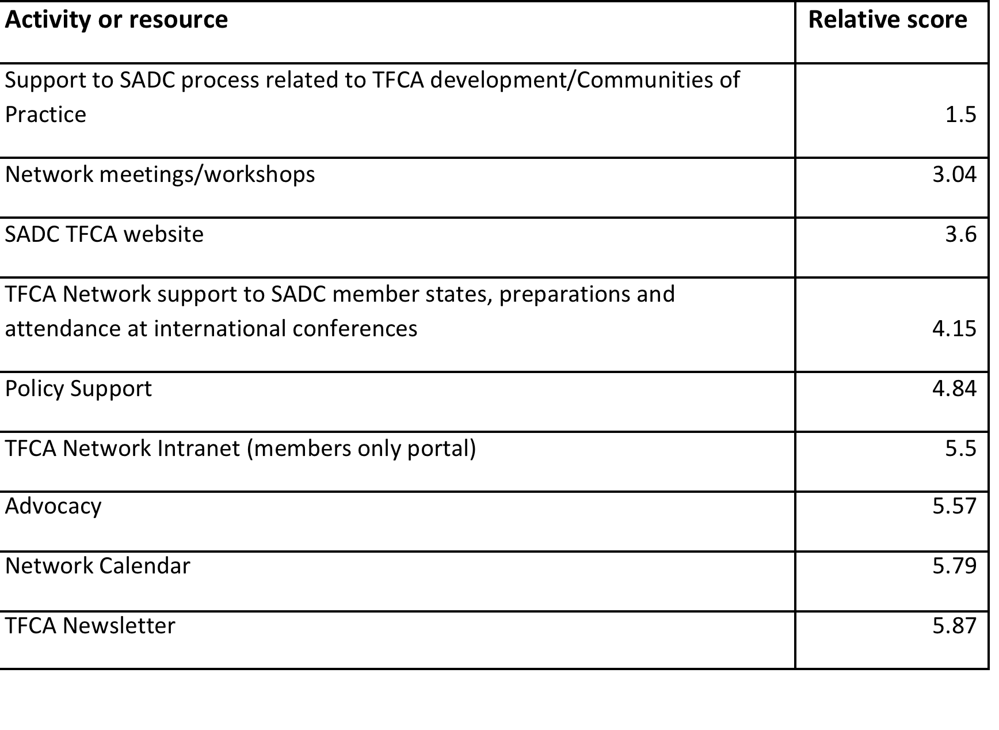 Activity or resource Relative score
Support to SADC process related to TFCA development/Communities of
Practice 1.5
Network meetings/workshops 3.04
SADC TFCA website 3.6
TFCA Network support to SADC member states, preparations and
attendance at international conferences 4.15
Policy Support 4.84
TFCA Network Intranet (members only portal) 5.5
Advocacy 5.57
Network Calendar 5.79
TFCA Newsletter 5.87